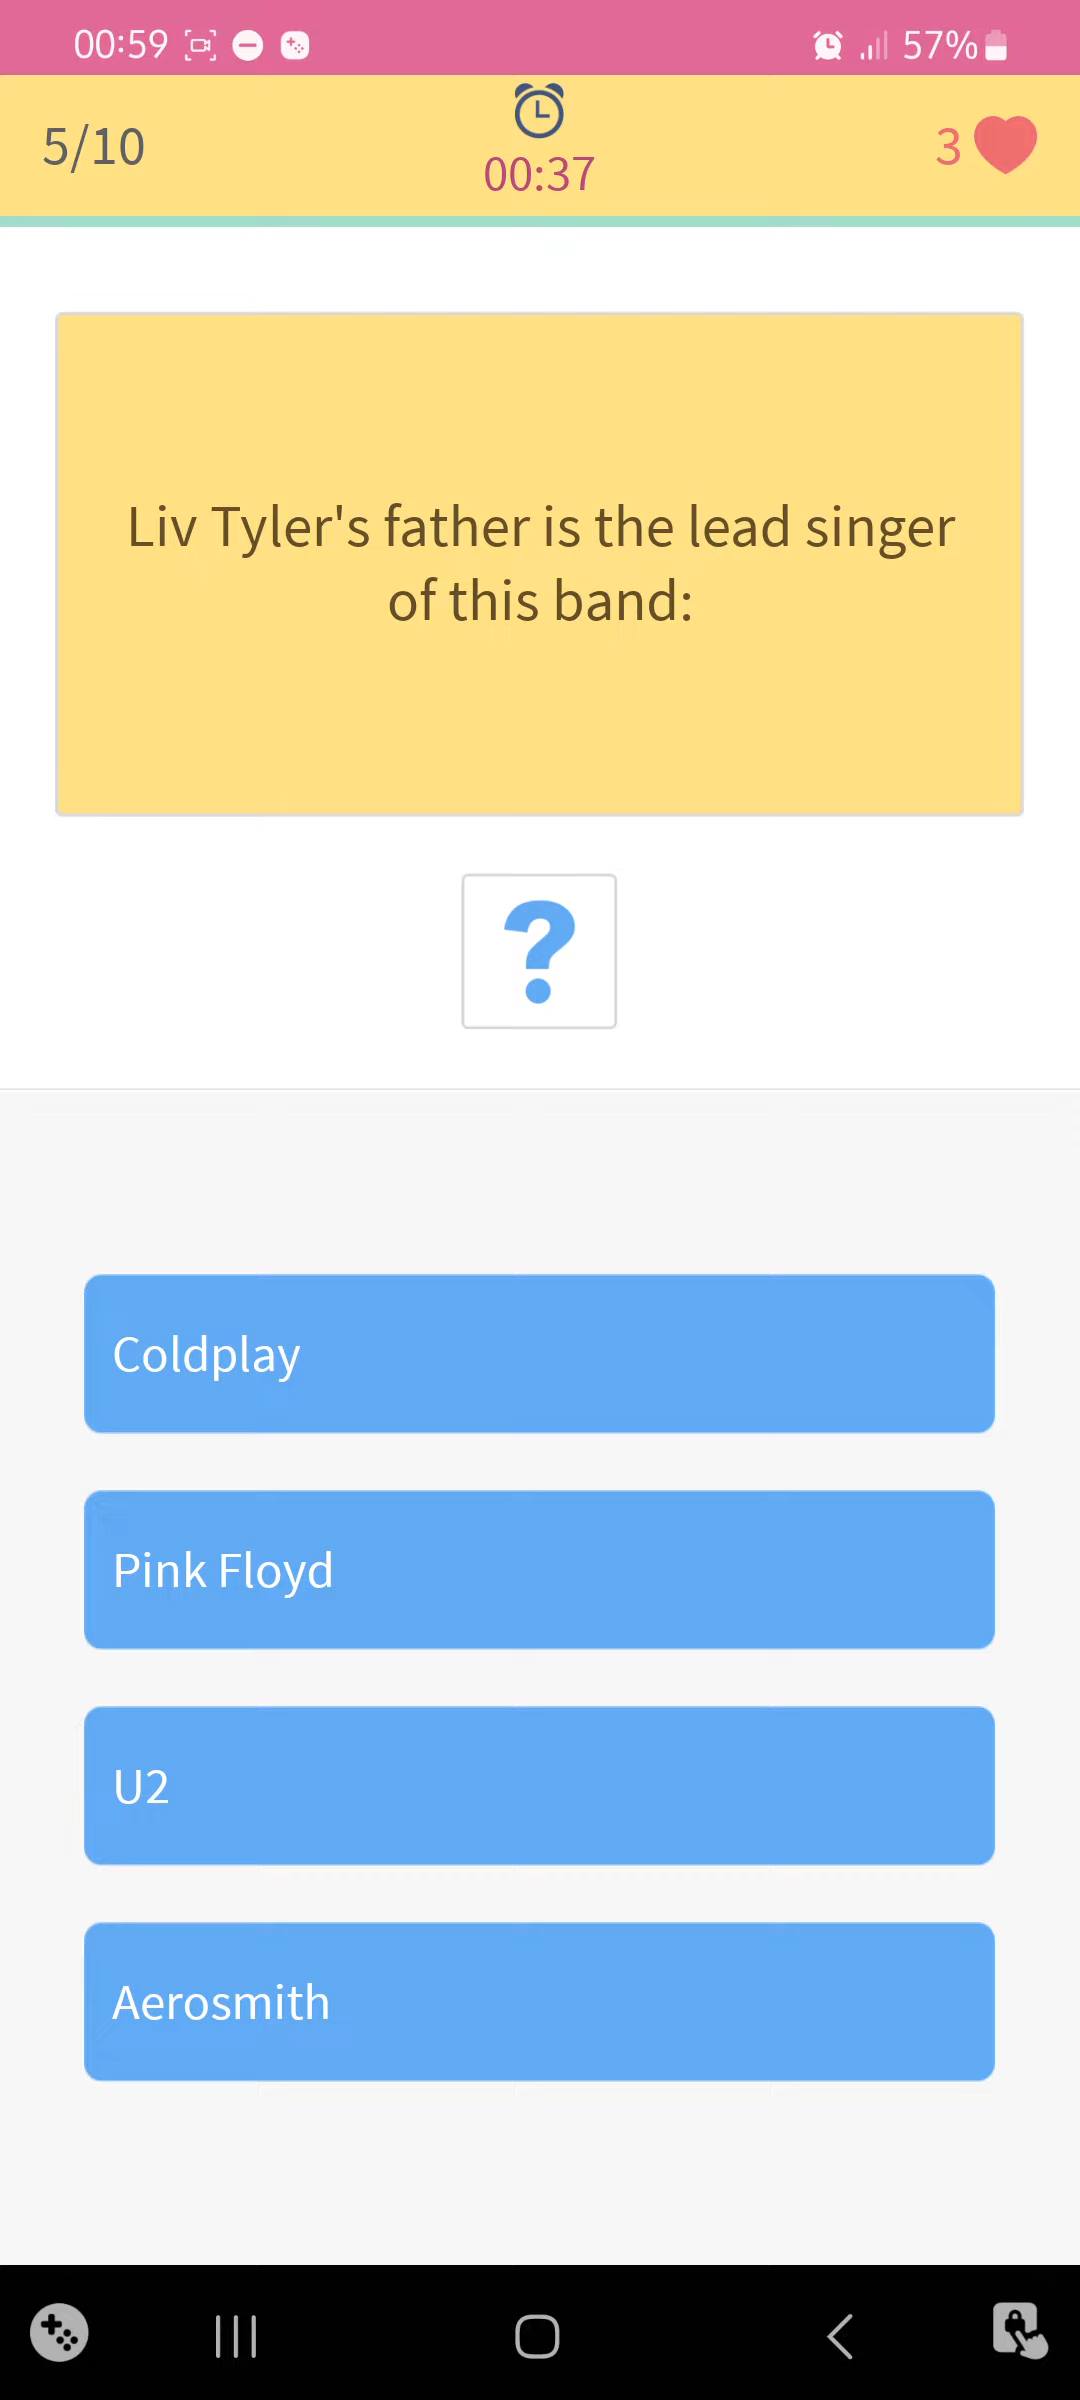 00:59
57%
5/10
00:37
3
Liv Tyler's father is the lead singer
of this band:
?
Coldplay
Pink Floyd
U2
Aerosmith